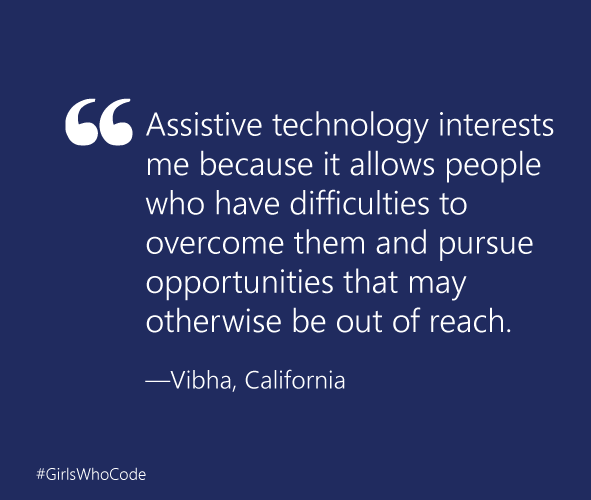 “Assistive technology interests
me because it allows people
who have difficulties to
overcome them and pursue
opportunities that may
otherwise be out of reach.
—Vibha, California
#GirlsWhoCode